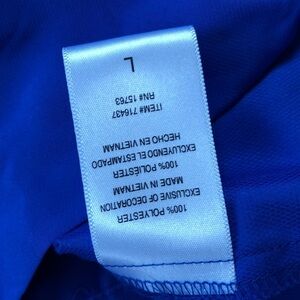 100% POLYESTER
EXCLUSIVE OF DECORATION
MADE IN VIETNAM
100% POLIÉSTER
EXCLUYENDO EL ESTAMPADO
HECHO EN VIETNAM
ITEM# 716437
RN# 15763
L